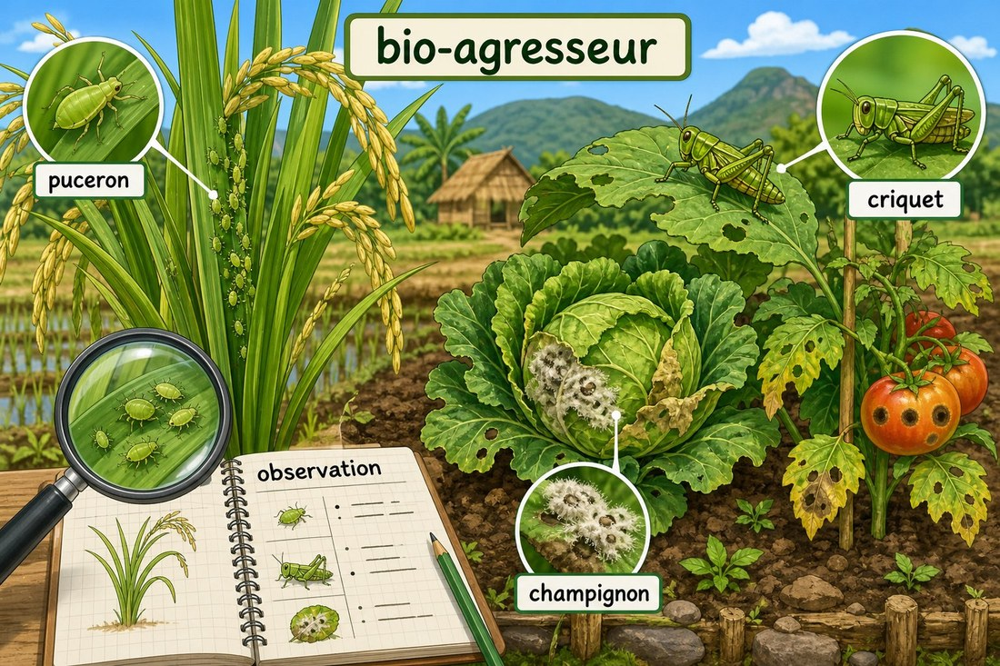 bio-agresseur
puceron
criquet
observation
champignon